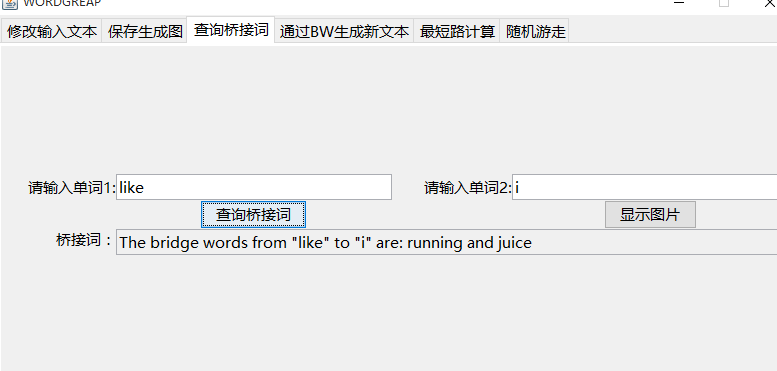 WORDGREAP
修改输入文本 保存生成图 查询桥接词 通过BW生成新文本 最短路计算 随机游走
请输入单词1: like 请输入单词2: i
查询桥接词 显示图片
桥接词： The bridge words from "like" to "i" are: running and juice